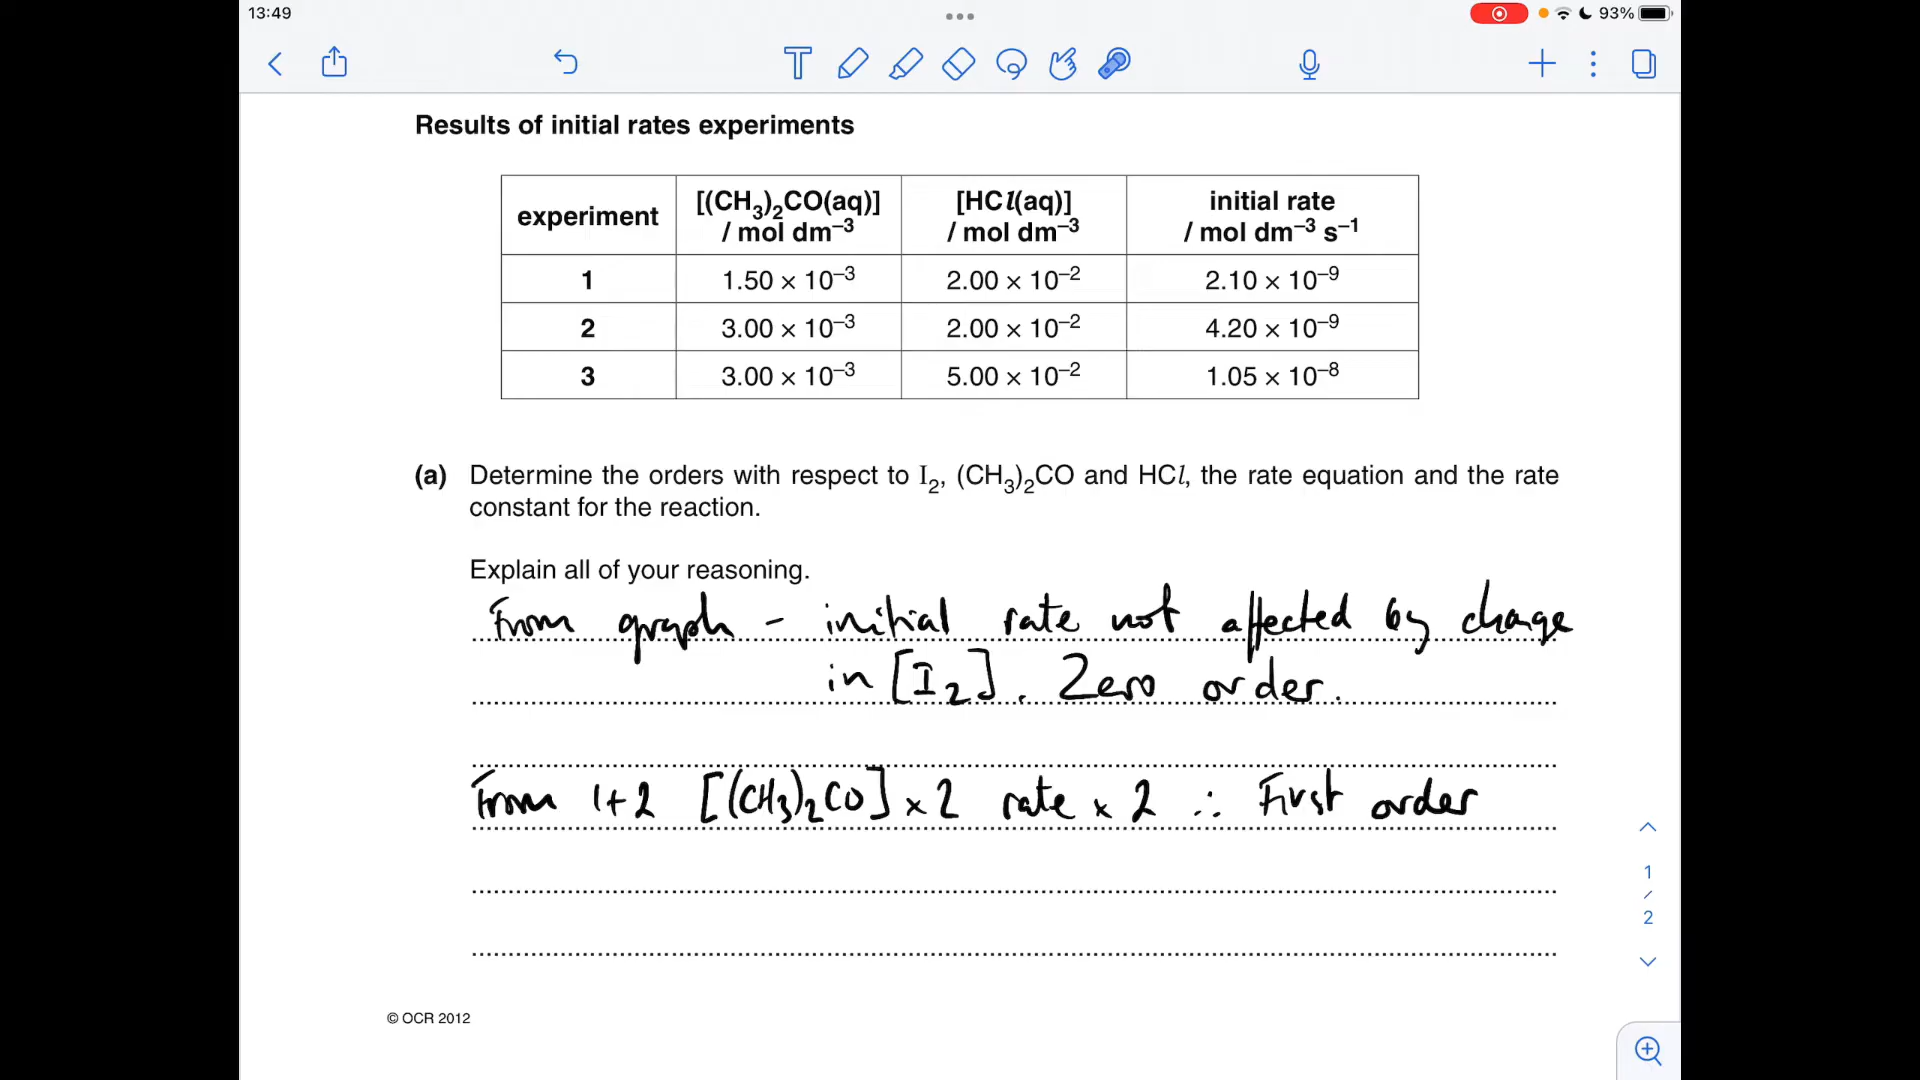 13:49
93%
Results of initial rates experiments
experiment [(CH₃)₂CO(aq)] / mol dm⁻³ [HCl(aq)] / mol dm⁻³ initial rate / mol dm⁻³ s⁻¹
1 1.50 × 10⁻³ 2.00 × 10⁻² 2.10 × 10⁻⁹
2 3.00 × 10⁻³ 2.00 × 10⁻² 4.20 × 10⁻⁹
3 3.00 × 10⁻³ 5.00 × 10⁻² 1.05 × 10⁻⁸
(a) Determine the orders with respect to I₂, (CH₃)₂CO and HCl, the rate equation and the rate
constant for the reaction.
Explain all of your reasoning.
From graph - initial rate not affected by change
in [I₂]. Zero order.
From 1+2 [(CH₃)₂CO] × 2 rate × 2 ∴ First order
1
/
2
© OCR 2012